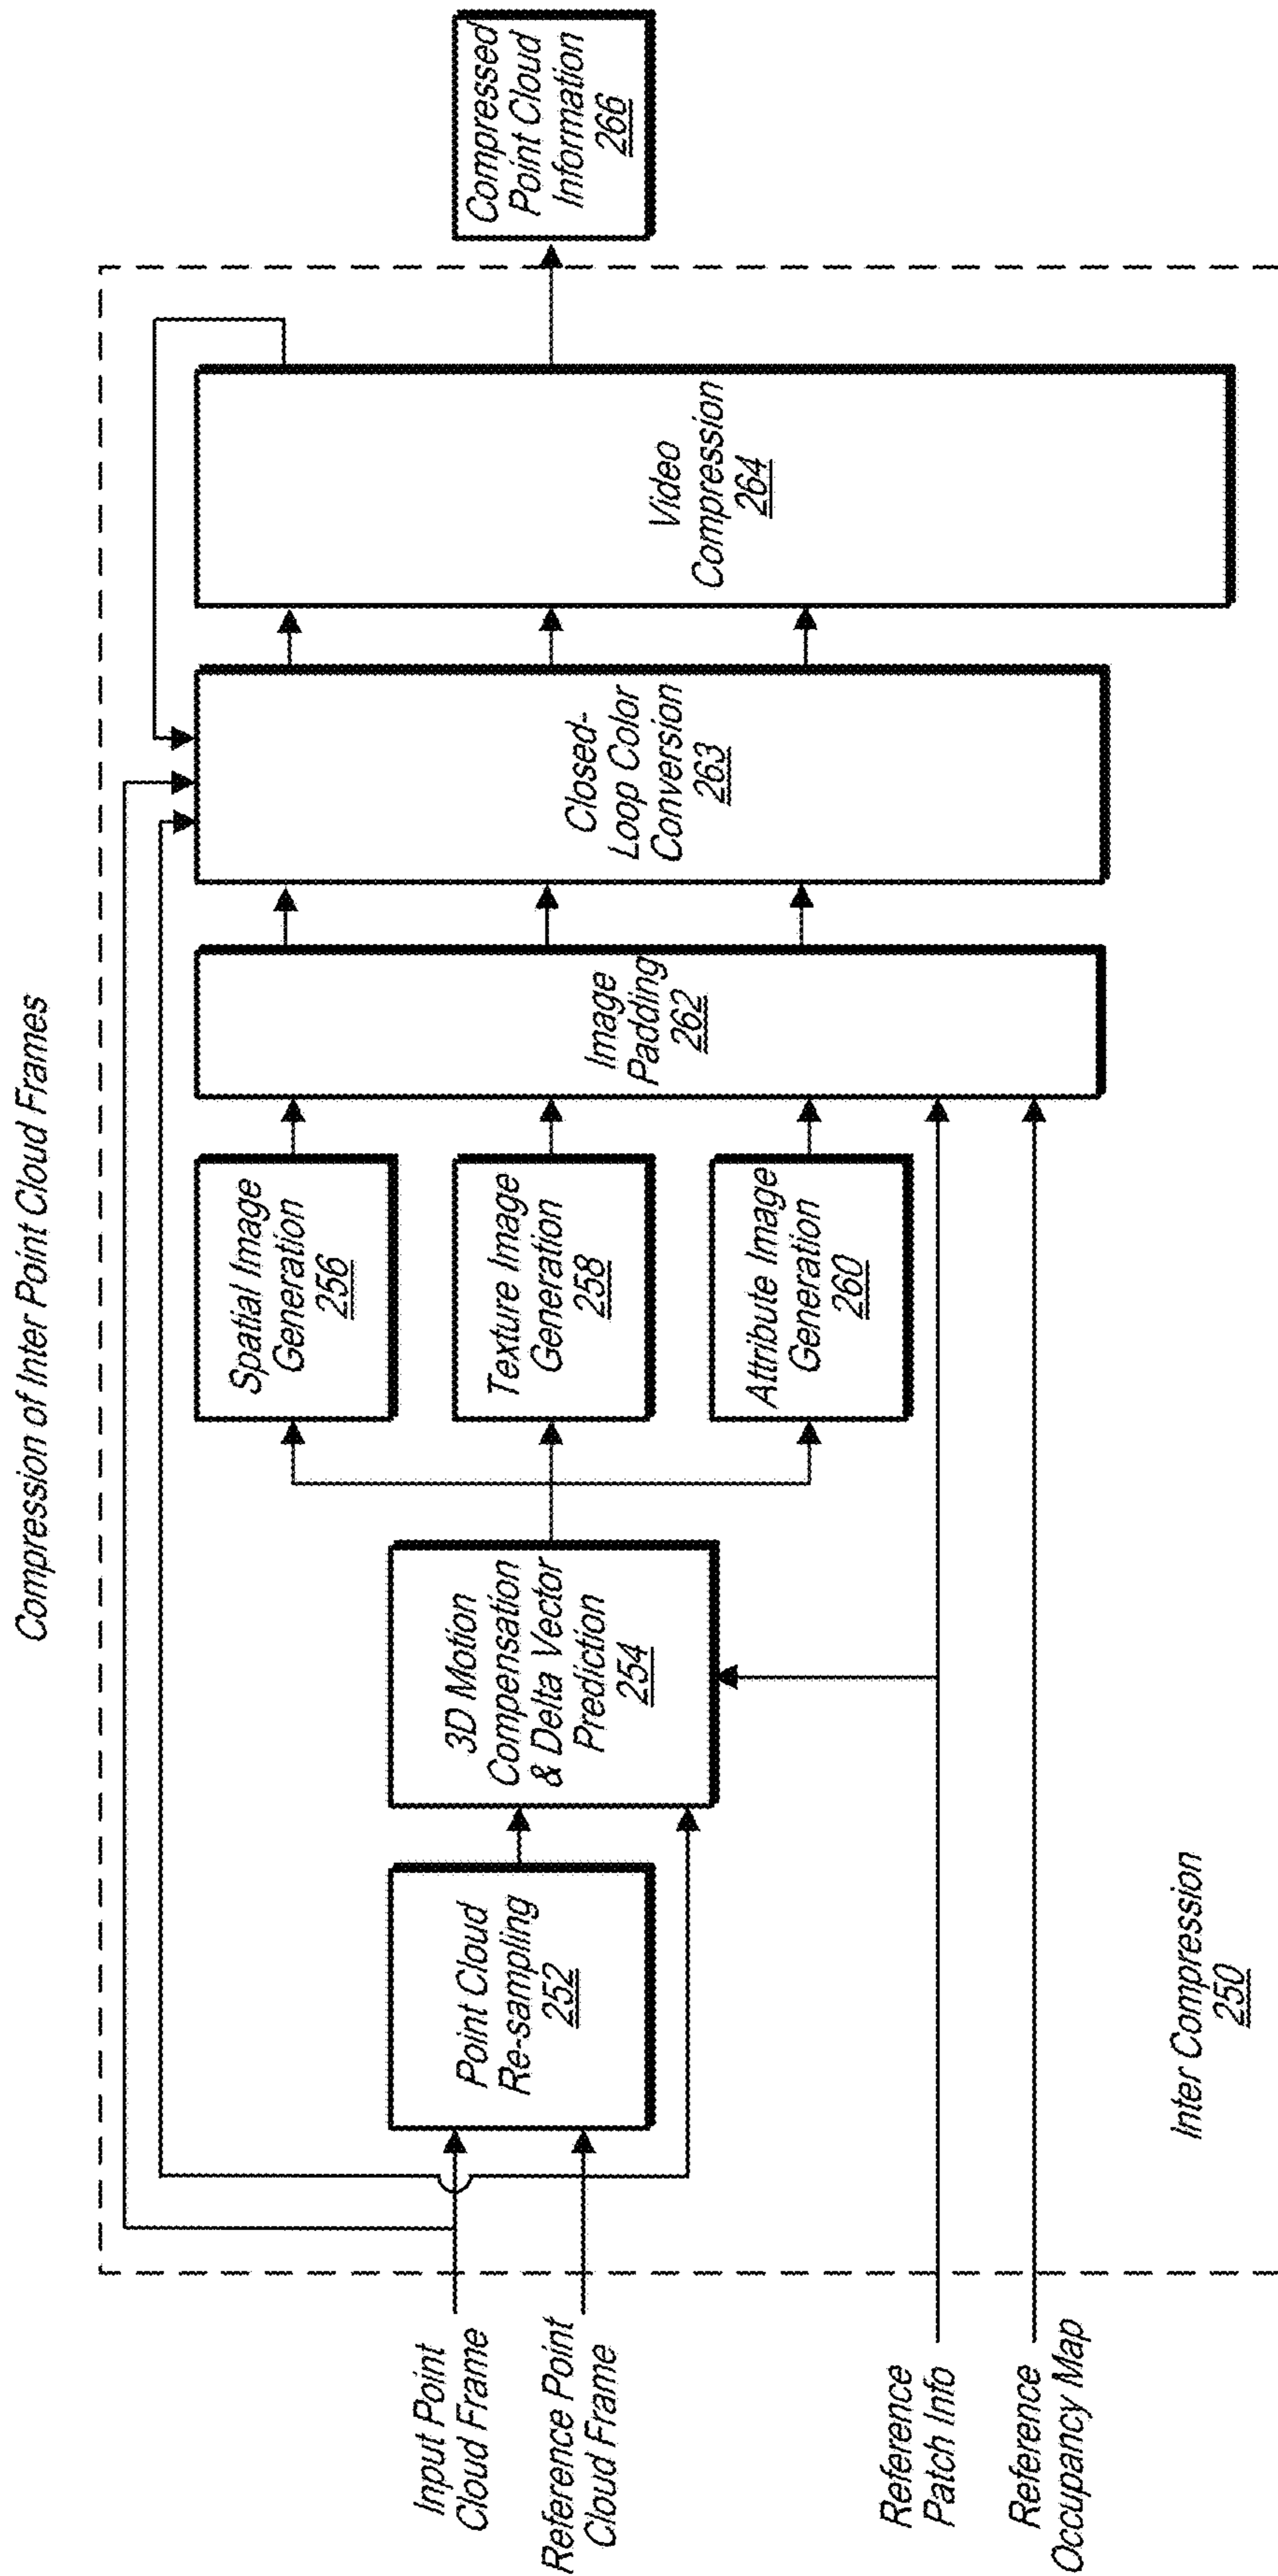 Compression of Inter Point Cloud Frames
Input Point
Cloud Frame
Reference Point
Cloud Frame
Reference
Patch Info
Reference
Occupancy Map
Point Cloud
Re-sampling
252
3D Motion
Compensation
& Delta Vector
Prediction
254
Spatial Image
Generation
256
Texture Image
Generation
258
Attribute Image
Generation
260
Image
Padding
262
Closed-
Loop Color
Conversion
263
Video
Compression
264
Compressed
Point Cloud
Information
266
Inter Compression
250